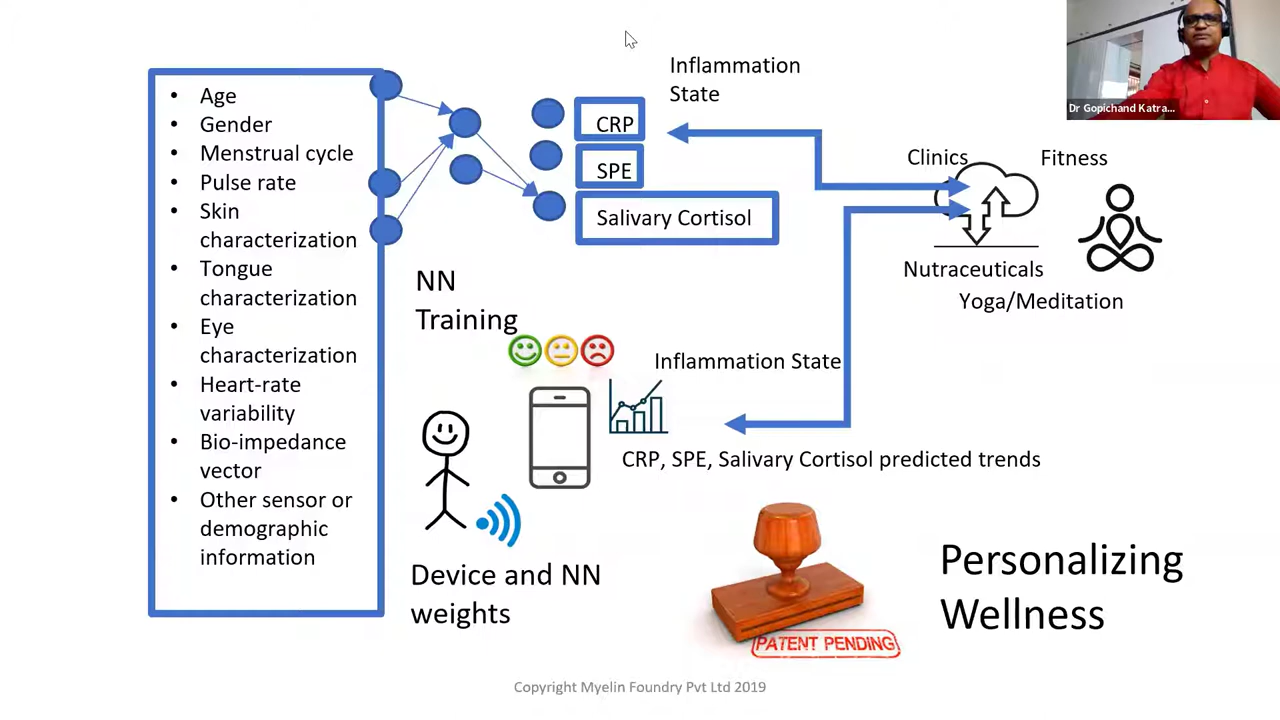 Dr Gopichand Katra...
• Age
• Gender
• Menstrual cycle
• Pulse rate
• Skin
characterization
• Tongue
characterization
• Eye
characterization
• Heart-rate
variability
• Bio-impedance
vector
• Other sensor or
demographic
information
CRP
SPE
Salivary Cortisol
Inflammation
State
NN
Training
Clinics
Fitness
Nutraceuticals
Yoga/Meditation
Inflammation State
CRP, SPE, Salivary Cortisol predicted trends
Device and NN
weights
PATENT PENDING
Personalizing
Wellness
Copyright Myelin Foundry Pvt Ltd 2019